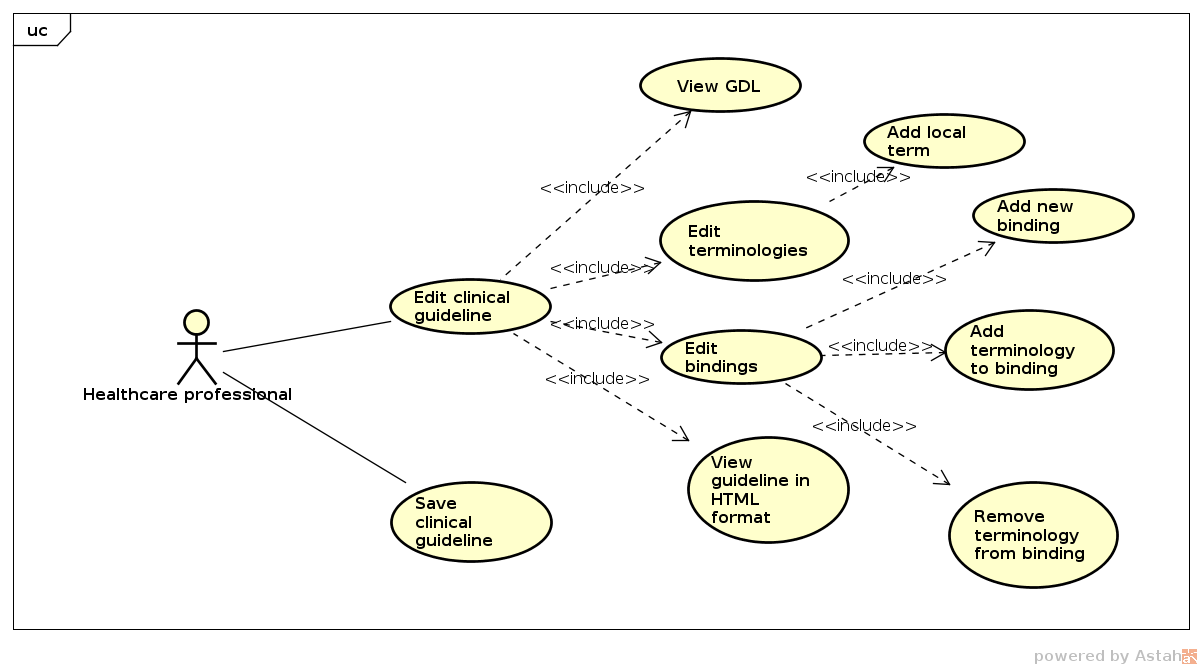 uc
View GDL
Add local
term
<<include>>
<<include>>
Add new
binding
Edit
terminologies
<<include>>
<<include>>
Edit clinical
guideline
<<include>>
<<include>>
Add
terminology
to binding
Edit
bindings
<<include>>
Healthcare professional
<<include>>
View
guideline in
HTML
format
Save
clinical
guideline
Remove
terminology
from binding
powered by Astah